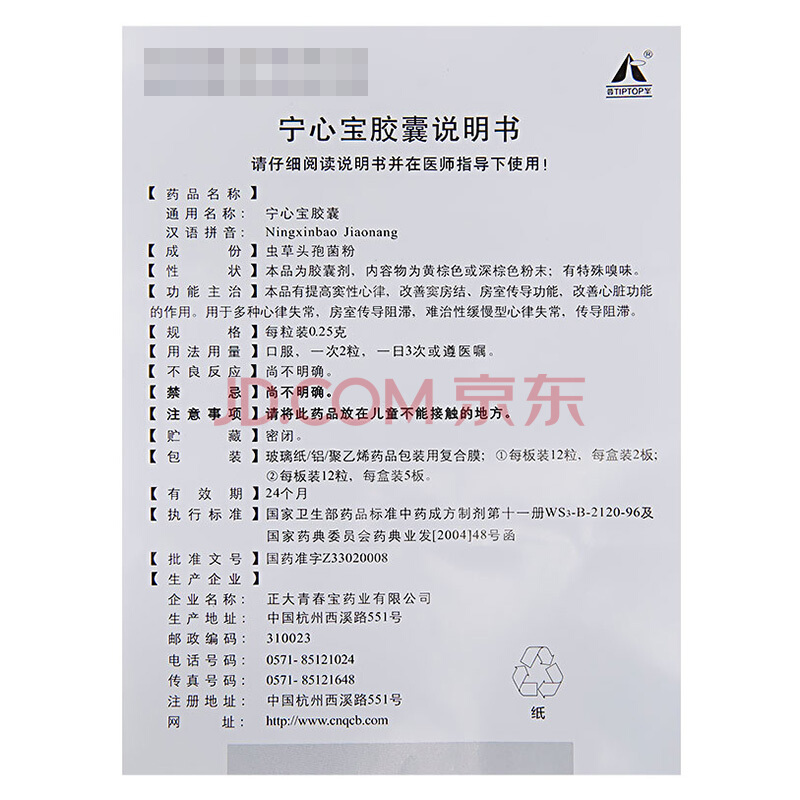 TIPTOP
宁心宝胶囊说明书
请仔细阅读说明书并在医师指导下使用!
【药品名称】
通用名称: 宁心宝胶囊
汉语拼音: Ningxinbao Jiaonang
【成份】虫草头孢菌粉
【性状】本品为胶囊剂,内容物为黄棕色或深棕色粉末;有特殊嗅味。
【功能主治】本品有提高窦性心律,改善窦房结、房室传导功能,改善心脏功能
的作用。用于多种心律失常,房室传导阻滞,难治性缓慢型心律失常,传导阻滞。
【规格】每粒装0.25克
【用法用量】口服,一次2粒,一日3次或遵医嘱。
【不良反应】尚不明确。
【禁忌】尚不明确。
JD.COM 京东
【注意事项】请将此药品放在儿童不能接触的地方。
【贮藏】密闭。
【包装】玻璃纸/铝/聚乙烯药品包装用复合膜;①每板装12粒,每盒装2板;
②每板装12粒,每盒装5板。
【有效期】24个月
【执行标准】国家卫生部药品标准中药成方制剂第十一册WS3-B-2120-96及
国家药典委员会药典业发[2004]48号函
【批准文号】国药准字Z33020008
【生产企业】
企业名称: 正大青春宝药业有限公司
生产地址: 中国杭州西溪路551号
邮政编码: 310023
电话号码: 0571- 85121024
传真号码: 0571- 85121648
注册地址: 中国杭州西溪路551号
网址: http://www.cnqcb.com
纸